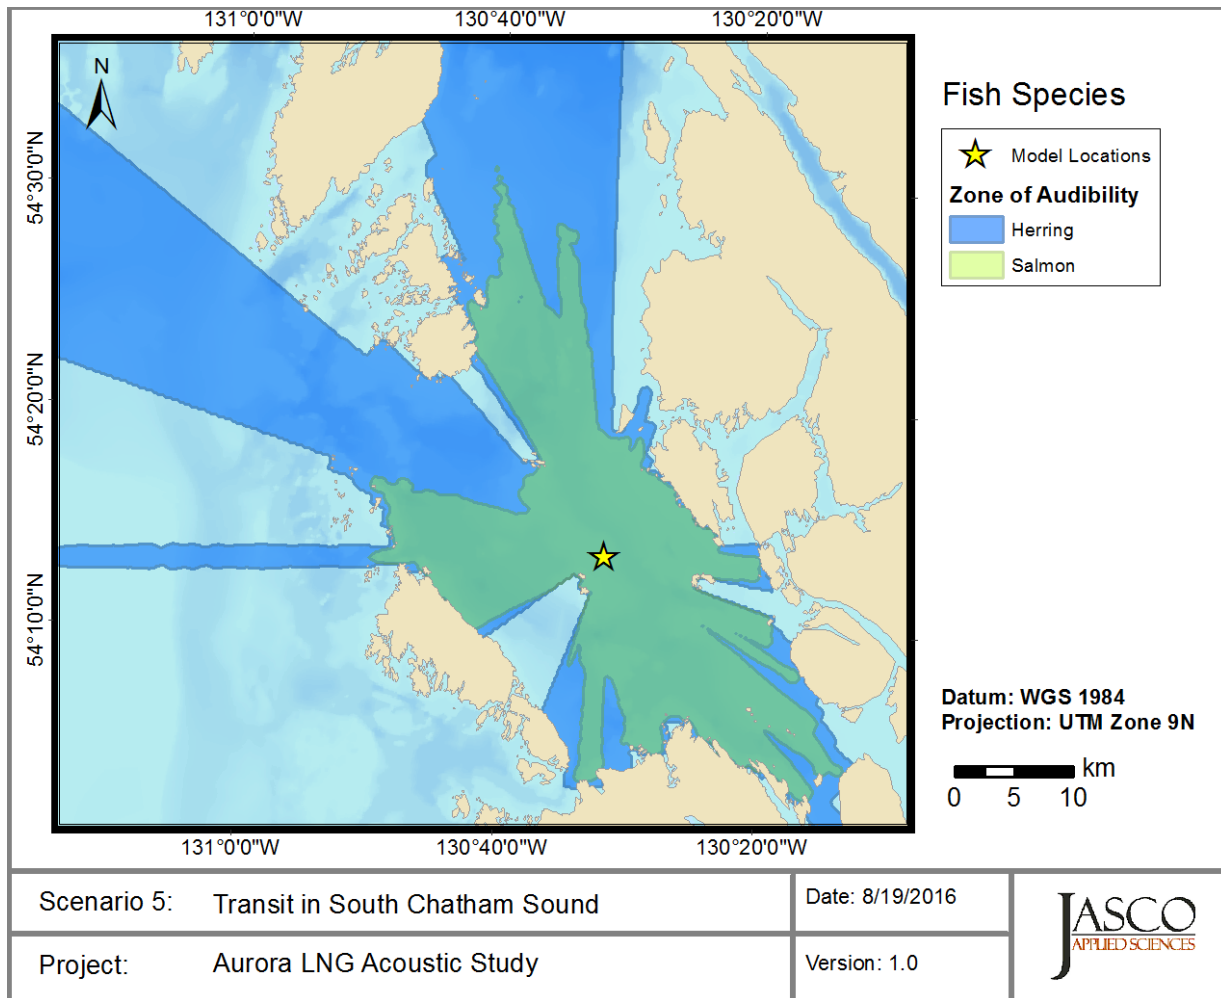 131°0'0"W 130°40'0"W 130°20'0"W
N
54°30'0"N
54°20'0"N
54°10'0"N
131°0'0"W 130°40'0"W 130°20'0"W
Fish Species
Model Locations
Zone of Audibility
Herring
Salmon
Datum: WGS 1984
Projection: UTM Zone 9N
km
0 5 10
Scenario 5: Transit in South Chatham Sound
Date: 8/19/2016
Project: Aurora LNG Acoustic Study
Version: 1.0
JASCO
APPLIED SCIENCES